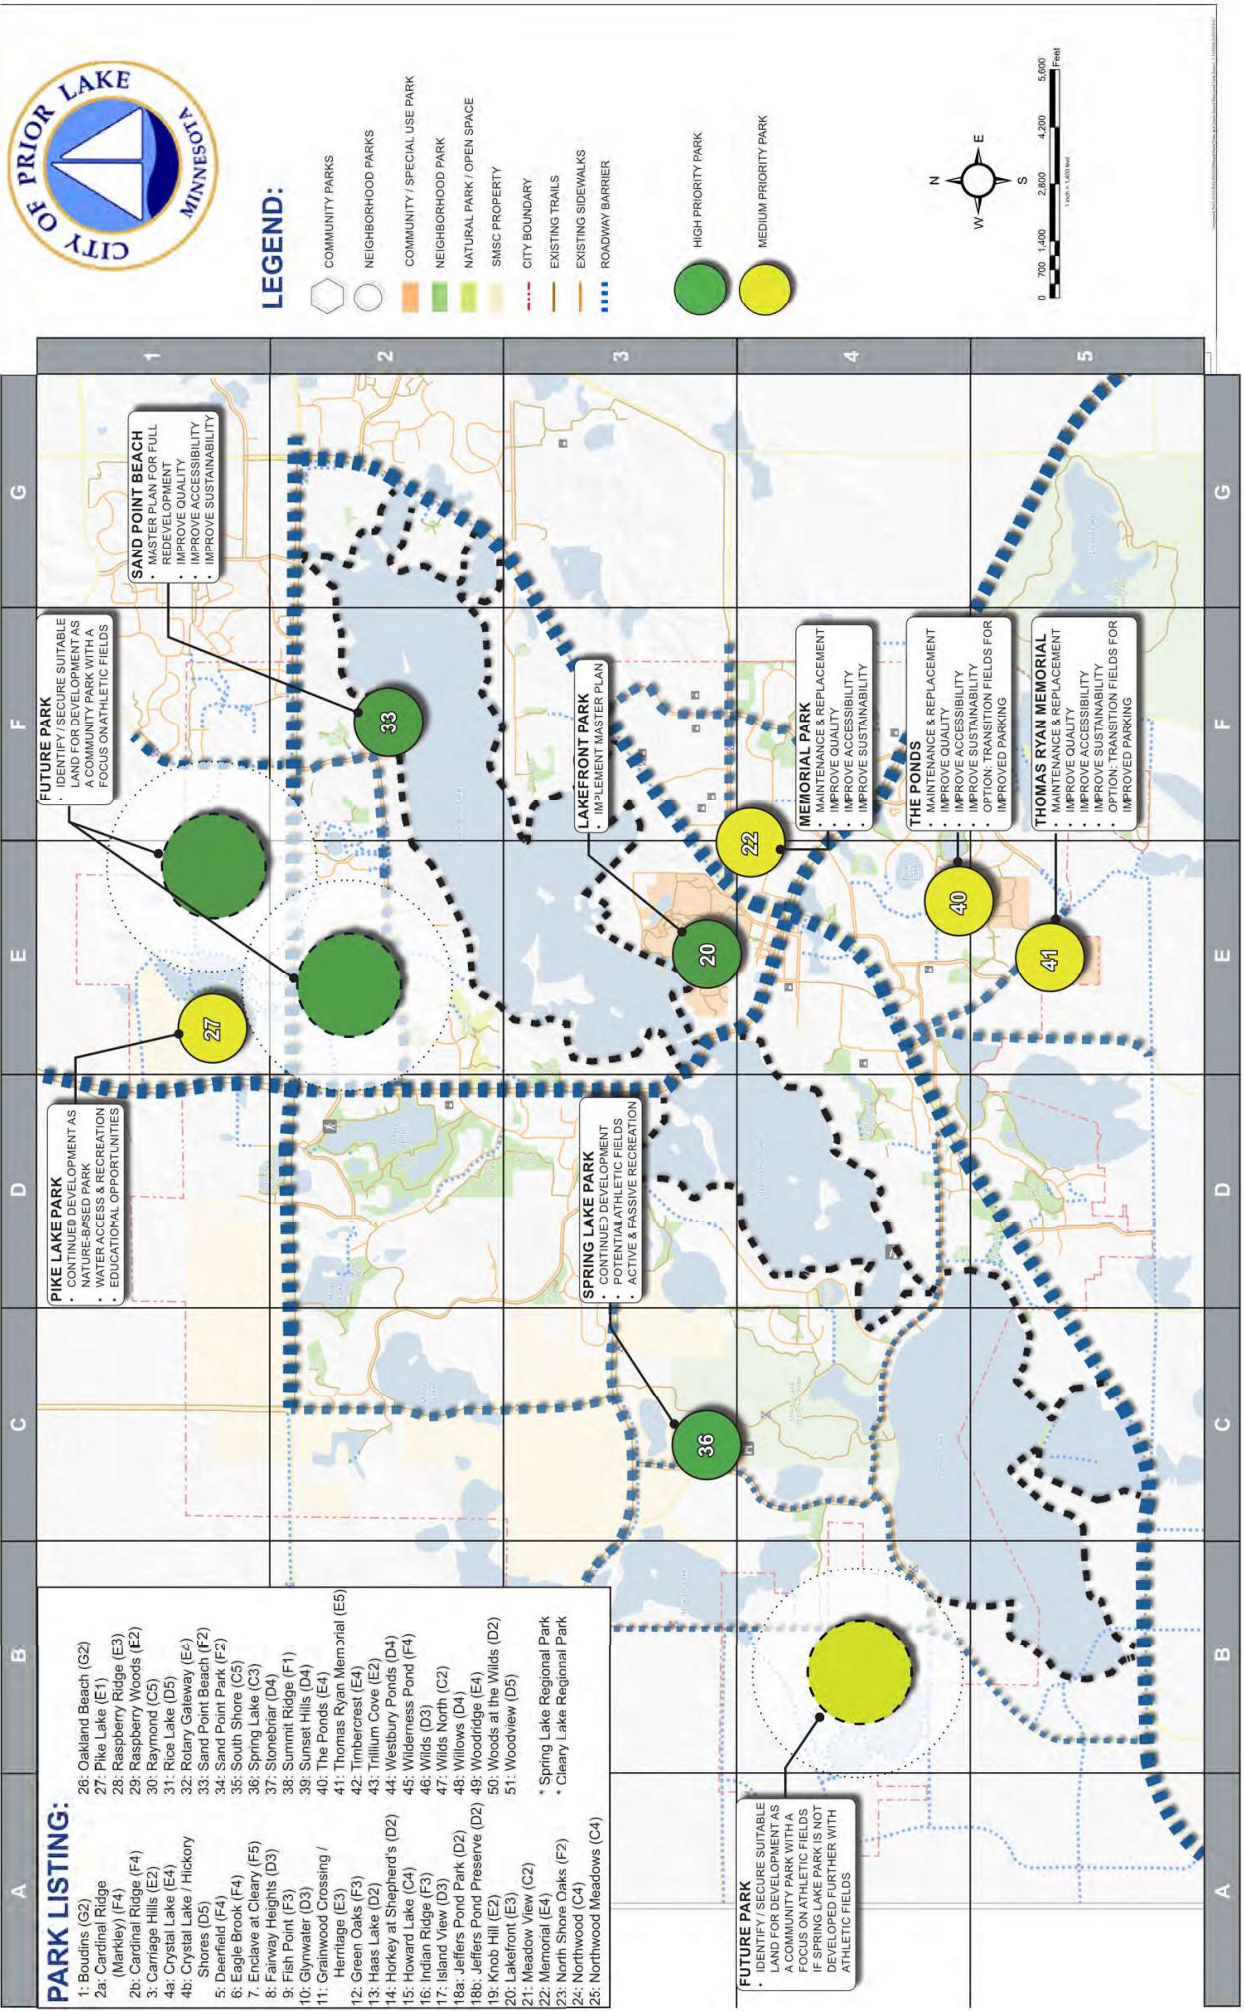 CITY OF PRIOR LAKE
MINNESOTA
LEGEND:
COMMUNITY PARKS
NEIGHBORHOOD PARKS
COMMUNITY / SPECIAL USE PARK
NEIGHBORHOOD PARK
NATURAL PARK / OPEN SPACE
SMSC PROPERTY
CITY BOUNDARY
EXISTING TRAILS
EXISTING SIDEWALKS
ROADWAY BARRIER
HIGH PRIORITY PARK
MEDIUM PRIORITY PARK
N
W E
S
0 700 1,400 2,800 4,200 5,600
Feet
1 inch = 1,400 feet
A B C D E F G
1
2
3
4
5
A B C D E F G
PARK LISTING:
1: Boudins (G2)
2a: Cardinal Ridge
(Markley) (F4)
2b: Cardinal Ridge (F4)
3: Carriage Hills (E2)
4a: Crystal Lake (E4)
4b: Crystal Lake / Hickory
Shores (D5)
5: Deerfield (F4)
6: Eagle Brook (F4)
7. Enclave at Cleary (F5)
8: Fairway Heights (D3)
9: Fish Point (F3)
10: Glynwater (D3)
11: Grainwood Crossing /
Herritage (E3)
12: Green Oaks (F3)
13: Haas Lake (D2)
14: Horkey at Shepherd's (D2)
15: Howard Lake (C4)
16: Indian Ridge (F3)
17: Island View (D3)
18a: Jeffers Pond Park (D2)
18b: Jeffers Pond Preserve (D2)
19: Knob Hill (E2)
20: Lakefront (E3)
21: Meadow View (C2)
22: Memorial (E4)
23: North Shore Oaks (F2)
24: Northwood (C4)
25: Northwood Meadows (C4)
26: Oakland Beach (G2)
27: Pike Lake (E1)
28: Raspberry Ridge (E3)
29: Raspberry Woods (E2)
30: Raymond (C5)
31: Rice Lake (D5)
32: Rotary Gateway (E4)
33: Sand Point Beach (F2)
34: Sand Point Park (F2)
35: South Shore (C5)
36: Spring Lake (C3)
37: Stonebriar (D4)
38: Summit Ridge (F1)
39: Sunset Hills (D4)
40: The Ponds (E4)
41: Thomas Ryan Memorial (E5)
42: Timbercrest (E4)
43: Trillium Cove (E2)
44: Westbury Ponds (D4)
45: Wilderness Pond (F4)
46: Wilds (D3)
47: Wilds North (C2)
48: Willows (D4)
49: Woodridge (E4)
50: Woods at the Wilds (D2)
51: Woodview (D5)
* Spring Lake Regional Park
* Cleary Lake Regional Park
PIKE LAKE PARK
• CONTINUED DEVELOPMENT AS
NATURE-BASED PARK
• WATER ACCESS & RECREATION
• EDUCATIONAL OPPORTUNITIES
27
FUTURE PARK
• IDENTIFY / SECURE SUITABLE
LAND FOR DEVELOPMENT AS
A COMMUNITY PARK WITH A
FOCUS ON ATHLETIC FIELDS
SAND POINT BEACH
• MASTER PLAN FOR FULL
REDEVELOPMENT
• IMPROVE QUALITY
• IMPROVE ACCESSIBILITY
• IMPROVE SUSTAINABILITY
33
SPRING LAKE PARK
• CONTINUED DEVELOPMENT
• POTENTIAL ATHLETIC FIELDS
• ACTIVE & PASSIVE RECREATION
36
LAKEFRONT PARK
• IMPLEMENT MASTER PLAN
20
22
MEMORIAL PARK
• MAINTENANCE & REPLACEMENT
• IMPROVE QUALITY
• IMPROVE ACCESSIBILITY
• IMPROVE SUSTAINABILITY
THE PONDS
• MAINTENANCE & REPLACEMENT
• IMPROVE QUALITY
• IMPROVE ACCESSIBILITY
• IMPROVE SUSTAINABILITY
• OPTION: TRANSITION FIELDS FOR
IMPROVED PARKING
40
THOMAS RYAN MEMORIAL
• MAINTENANCE & REPLACEMENT
• IMPROVE QUALITY
• IMPROVE ACCESSIBILITY
• IMPROVE SUSTAINABILITY
• OPTION: TRANSITION FIELDS FOR
IMPROVED PARKING
41
FUTURE PARK
• IDENTIFY / SECURE SUITABLE
LAND FOR DEVELOPMENT AS
A COMMUNITY PARK WITH A
FOCUS ON ATHLETIC FIELDS
IF SPRING LAKE PARK IS NOT
DEVELOPED FURTHER WITH
ATHLETIC FIELDS